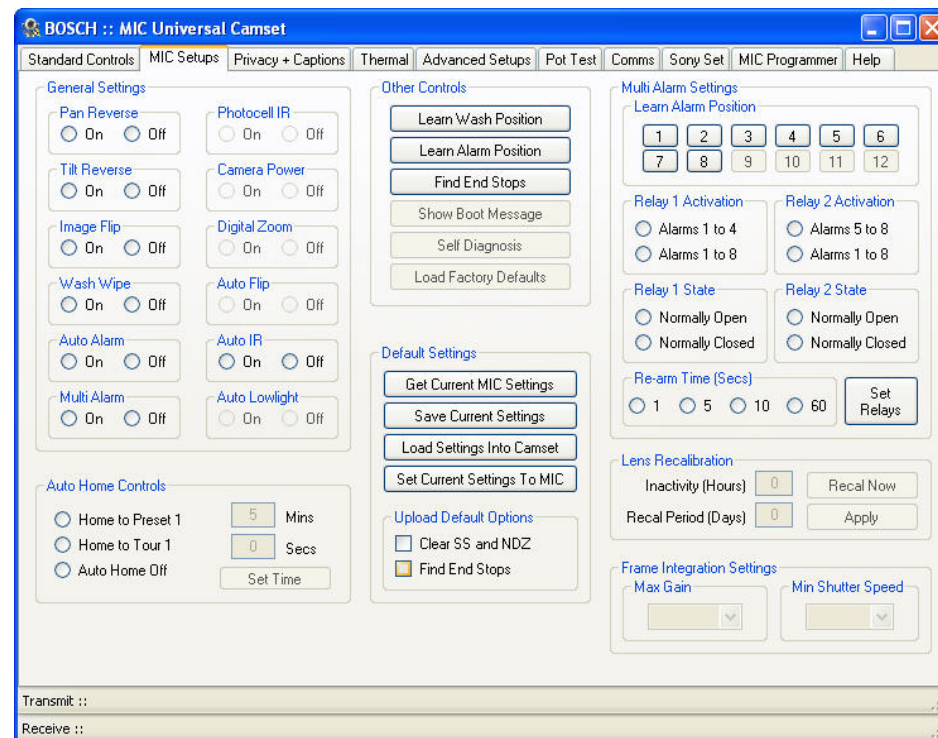 BOSCH :: MIC Universal Camset
Standard Controls MIC Setups Privacy + Captions Thermal Advanced Setups Pot Test Comms Sony Set MIC Programmer Help
General Settings
Pan Reverse
On Off
Photocell IR
On Off
Tilt Reverse
On Off
Camera Power
On Off
Image Flip
On Off
Digital Zoom
On Off
Wash Wipe
On Off
Auto Flip
On Off
Auto Alarm
On Off
Auto IR
On Off
Multi Alarm
On Off
Auto Lowlight
On Off
Auto Home Controls
Home to Preset 1
Home to Tour 1
Auto Home Off
5 Mins
0 Secs
Set Time
Other Controls
Learn Wash Position
Learn Alarm Position
Find End Stops
Show Boot Message
Self Diagnosis
Load Factory Defaults
Default Settings
Get Current MIC Settings
Save Current Settings
Load Settings Into Camset
Set Current Settings To MIC
Upload Default Options
Clear SS and NDZ
Find End Stops
Multi Alarm Settings
Learn Alarm Position
1 2 3 4 5 6
7 8 9 10 11 12
Relay 1 Activation
Alarms 1 to 4
Alarms 1 to 8
Relay 2 Activation
Alarms 5 to 8
Alarms 1 to 8
Relay 1 State
Normally Open
Normally Closed
Relay 2 State
Normally Open
Normally Closed
Re-arm Time (Secs)
1 5 10 60
Set
Relays
Lens Recalibration
Inactivity (Hours) 0 Recal Now
Recal Period (Days) 0 Apply
Frame Integration Settings
Max Gain
Min Shutter Speed
Transmit ::
Receive ::